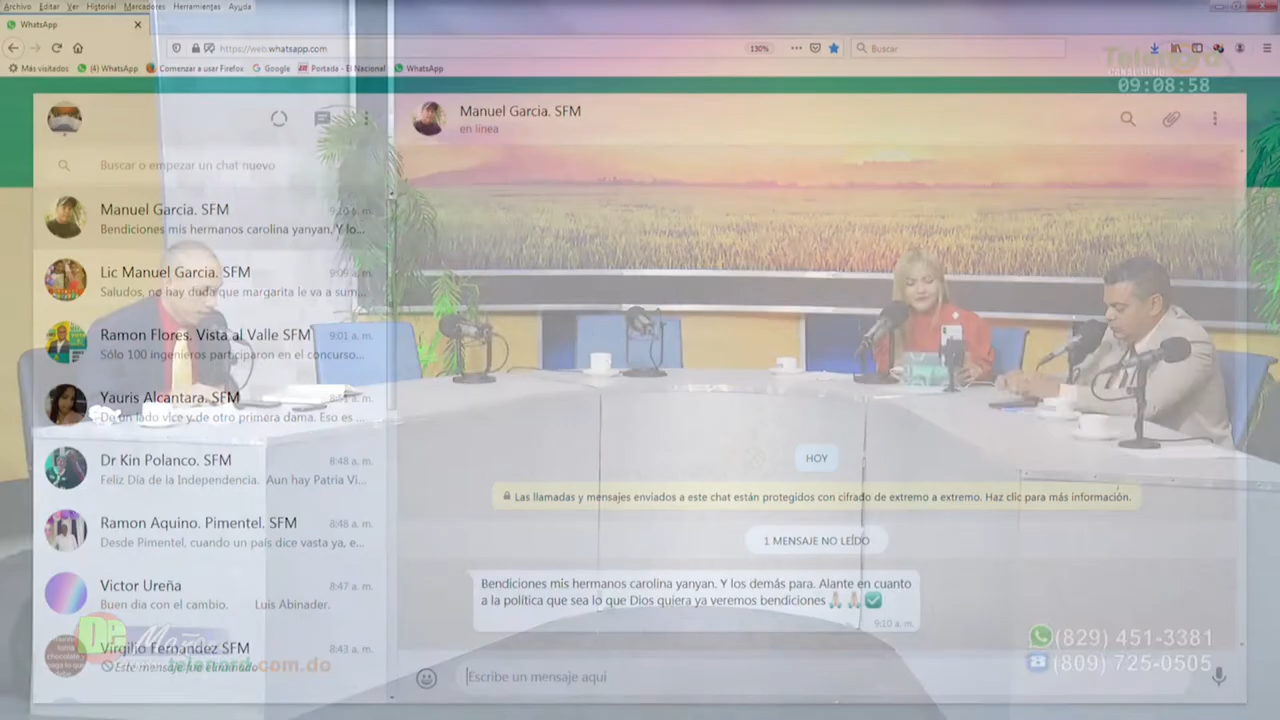 Archivo Editar Ver Historial Marcadores Herramientas Ayuda
WhatsApp
https://web.whatsapp.com
130%
Buscar
Más visitados
(4) WhatsApp
Comenzar a usar Firefox
Google
Portada - El Nacional
WhatsApp
Telenord
09:08:58
Manuel Garcia. SFM
en línea
Buscar o empezar un chat nuevo
Manuel Garcia. SFM
9:10 a. m.
Bendiciones mis hermanos carolina yanyan. Y lo...
Lic Manuel Garcia. SFM
9:09 a. m.
Saludos, no hay duda que margarita le va a sum...
Ramon Flores. Vista al Valle SFM
9:01 a. m.
Sólo 100 ingenieros participaron en el concurso...
Yauris Alcantara. SFM
a. m.
De un lado vice y de otro primera dama. Eso es ...
Dr Kin Polanco. SFM
8:48 a. m.
Feliz Día de la Independencia. Aun hay Patria Vi...
Ramon Aquino. Pimentel. SFM
8:48 a. m.
Desde Pimentel, cuando un país dice vasta ya, e...
Victor Ureña
8:47 a. m.
Buen dia con el cambio. Luis Abinader.
Virgilio Fernandez SFM
8:43 a. m.
Este mensaje fue eliminado
De Mañana
telenord.com.do
HOY
Las llamadas y mensajes enviados a este chat están protegidos con cifrado de extremo a extremo. Haz clic para más información.
1 MENSAJE NO LEÍDO
Bendiciones mis hermanos carolina yanyan. Y los demás para. Alante en cuanto
a la política que sea lo que Dios quiera ya veremos bendiciones 🙏🏼 🙏🏼 ✅
9:10 a. m.
Escribe un mensaje aquí
(829) 451-3381
(809) 725-0505